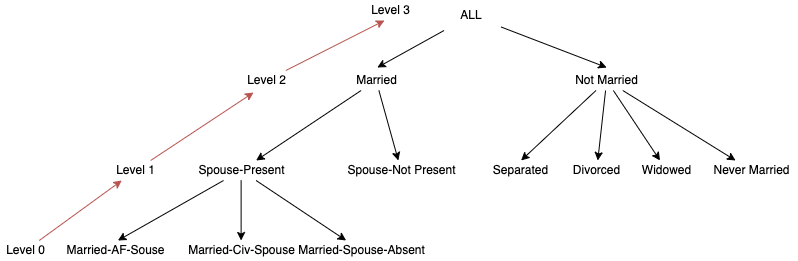 Level 3 ALL
Level 2 Married Not Married
Level 1 Spouse-Present Spouse-Not Present Separated Divorced Widowed Never Married
Level 0 Married-AF-Souse Married-Civ-Spouse Married-Spouse-Absent